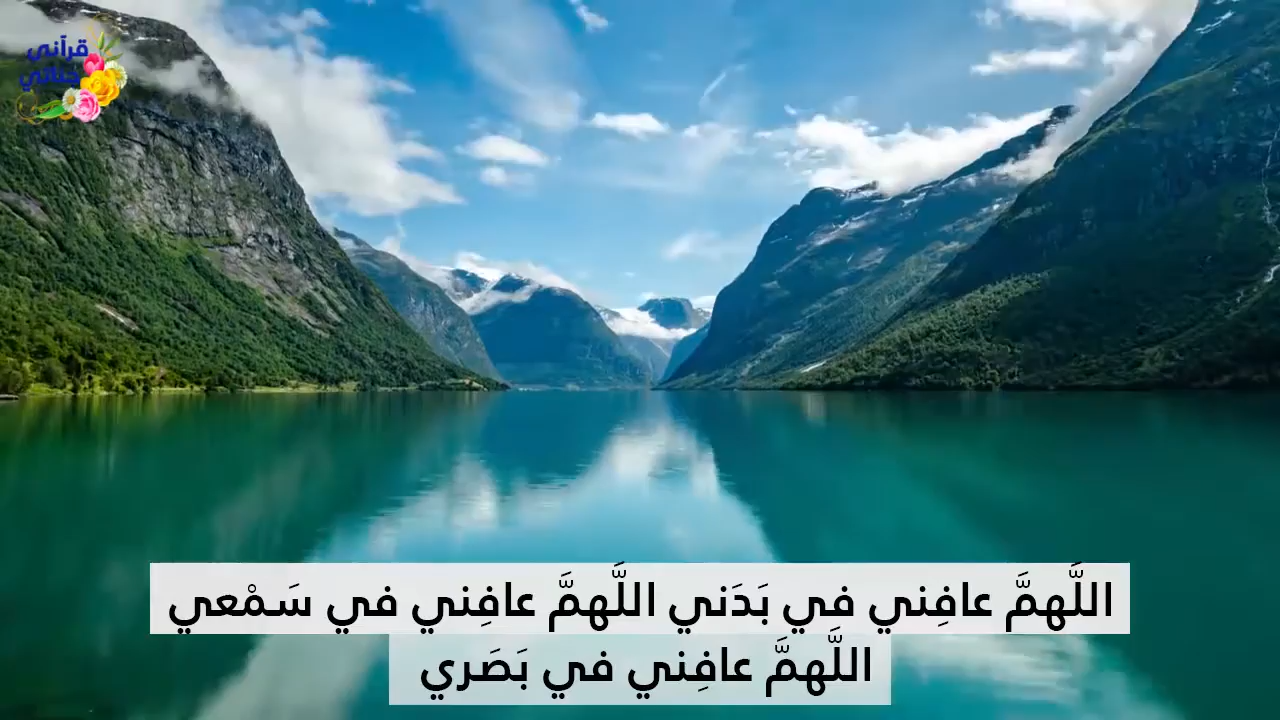 قرآني
حياتي
اللَّهمَّ عافِني في بَدَني اللَّهمَّ عافِني في سَمْعي
اللَّهمَّ عافِني في بَصَري